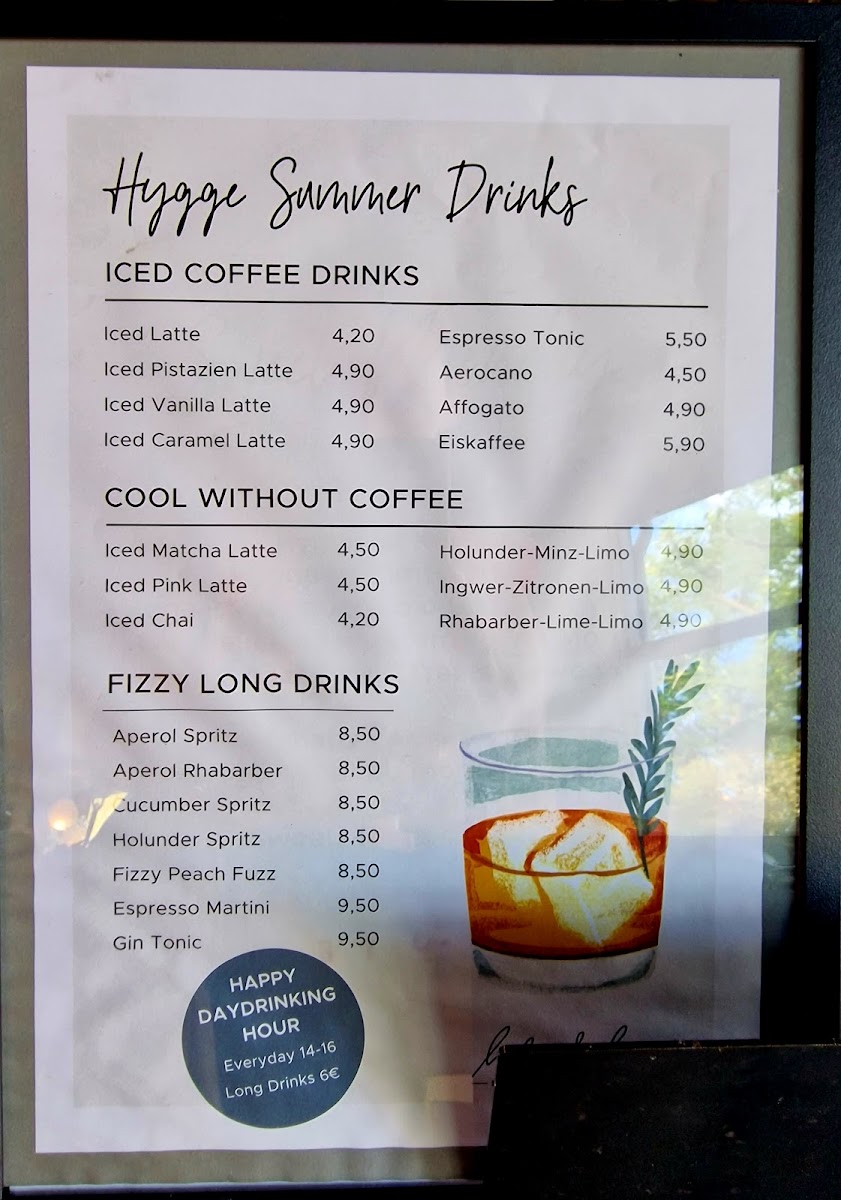 Hygge Summer Drinks
ICED COFFEE DRINKS
Iced Latte 4,20
Iced Pistazien Latte 4,90
Iced Vanilla Latte 4,90
Iced Caramel Latte 4,90
Espresso Tonic 5,50
Aerocano 4,50
Affogato 4,90
Eiskaffee 5,90
COOL WITHOUT COFFEE
Iced Matcha Latte 4,50
Iced Pink Latte 4,50
Iced Chai 4,20
Holunder-Minz-Limo 4,90
Ingwer-Zitronen-Limo 4,90
Rhabarber-Lime-Limo 4,90
FIZZY LONG DRINKS
Aperol Spritz 8,50
Aperol Rhabarber 8,50
Cucumber Spritz 8,50
Holunder Spritz 8,50
Fizzy Peach Fuzz 8,50
Espresso Martini 9,50
Gin Tonic 9,50
HAPPY
DAYDRINKING
HOUR
Everyday 14-16
Long Drinks 6€